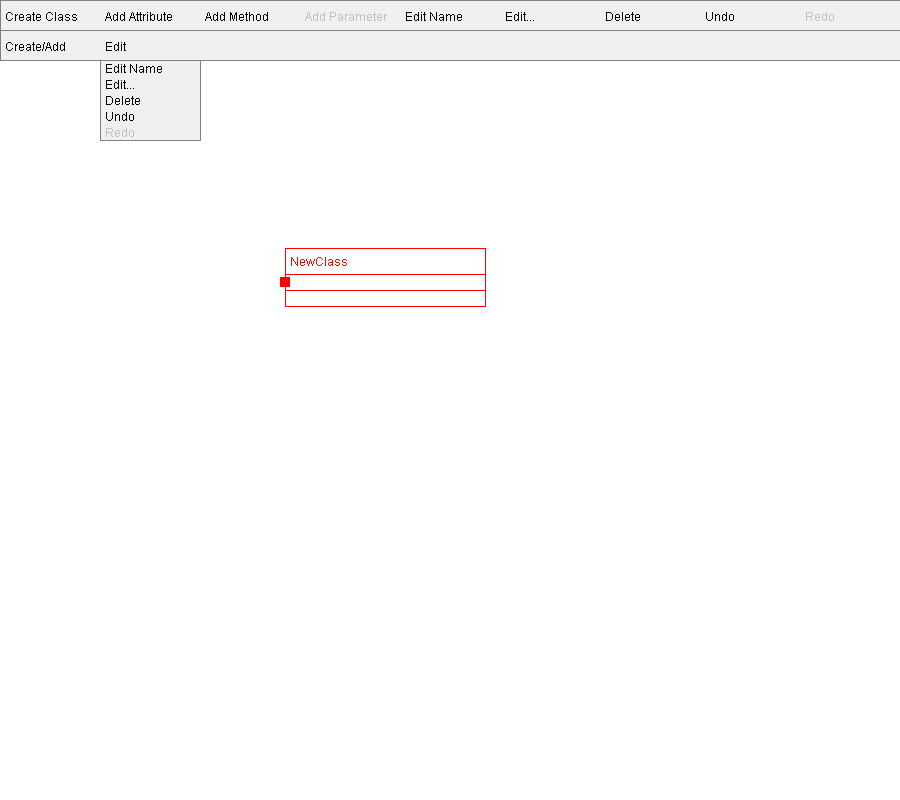 Create Class Add Attribute Add Method Add Parameter Edit Name Edit... Delete Undo Redo
Create/Add Edit
Edit Name
Edit...
Delete
Undo
Redo
NewClass